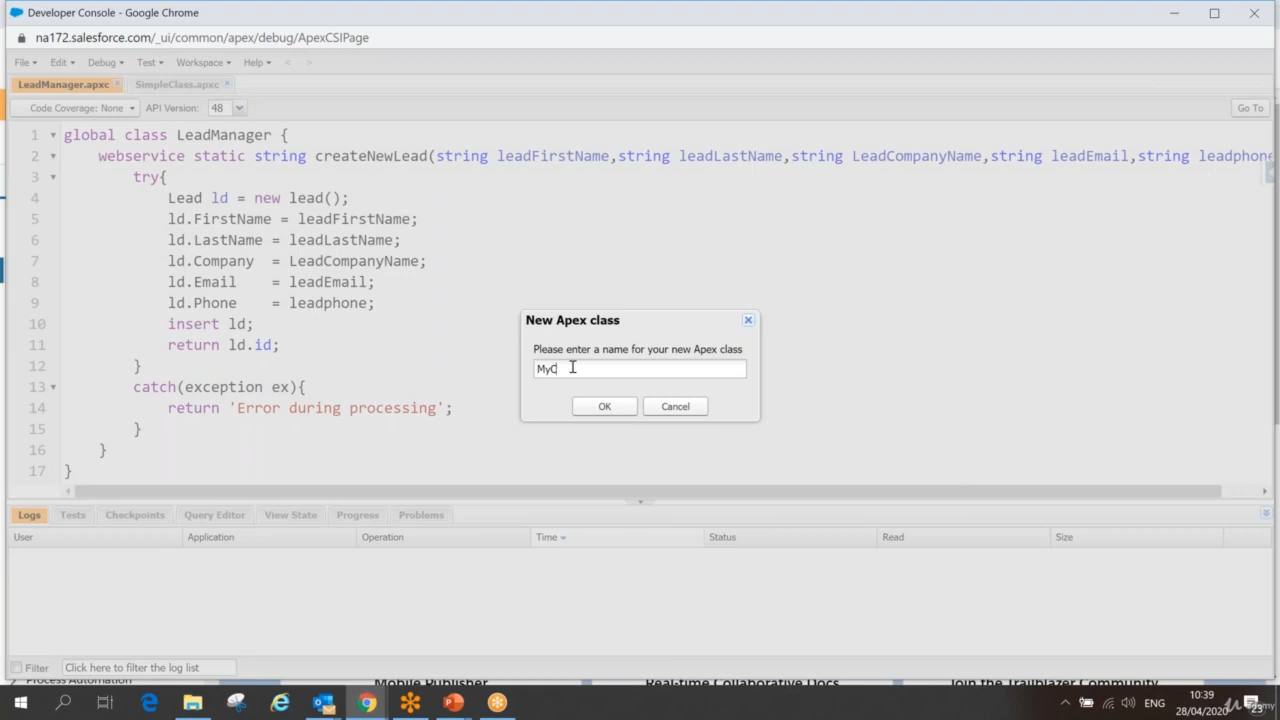 Developer Console - Google Chrome
na172.salesforce.com/_ui/common/apex/debug/ApexCSIPage
File Edit Debug Test Workspace Help < >
LeadManager.apxc SimpleClass.apxc
Code Coverage: None API Version: 48 Go To
1 global class LeadManager {
2 webservice static string createNewLead(string leadFirstName,string leadLastName,string LeadCompanyName,string leadEmail,string leadphone
3 try{
4 Lead ld = new lead();
5 ld.FirstName = leadFirstName;
6 ld.LastName = leadLastName;
7 ld.Company = LeadCompanyName;
8 ld.Email = leadEmail;
9 ld.Phone = leadphone;
10 insert ld;
11 return ld.id;
12 }
13 catch(exception ex){
14 return 'Error during processing';
15 }
16 }
17 }
New Apex class
Please enter a name for your new Apex class
MyC
OK Cancel
Logs Tests Checkpoints Query Editor View State Progress Problems
User Application Operation Time Status Read Size
Filter Click here to filter the log list
Process Automation Mobile Publisher Real-time Collaborative Docs Join the Trailblazer Community
ENG 10:39
28/04/2020 23